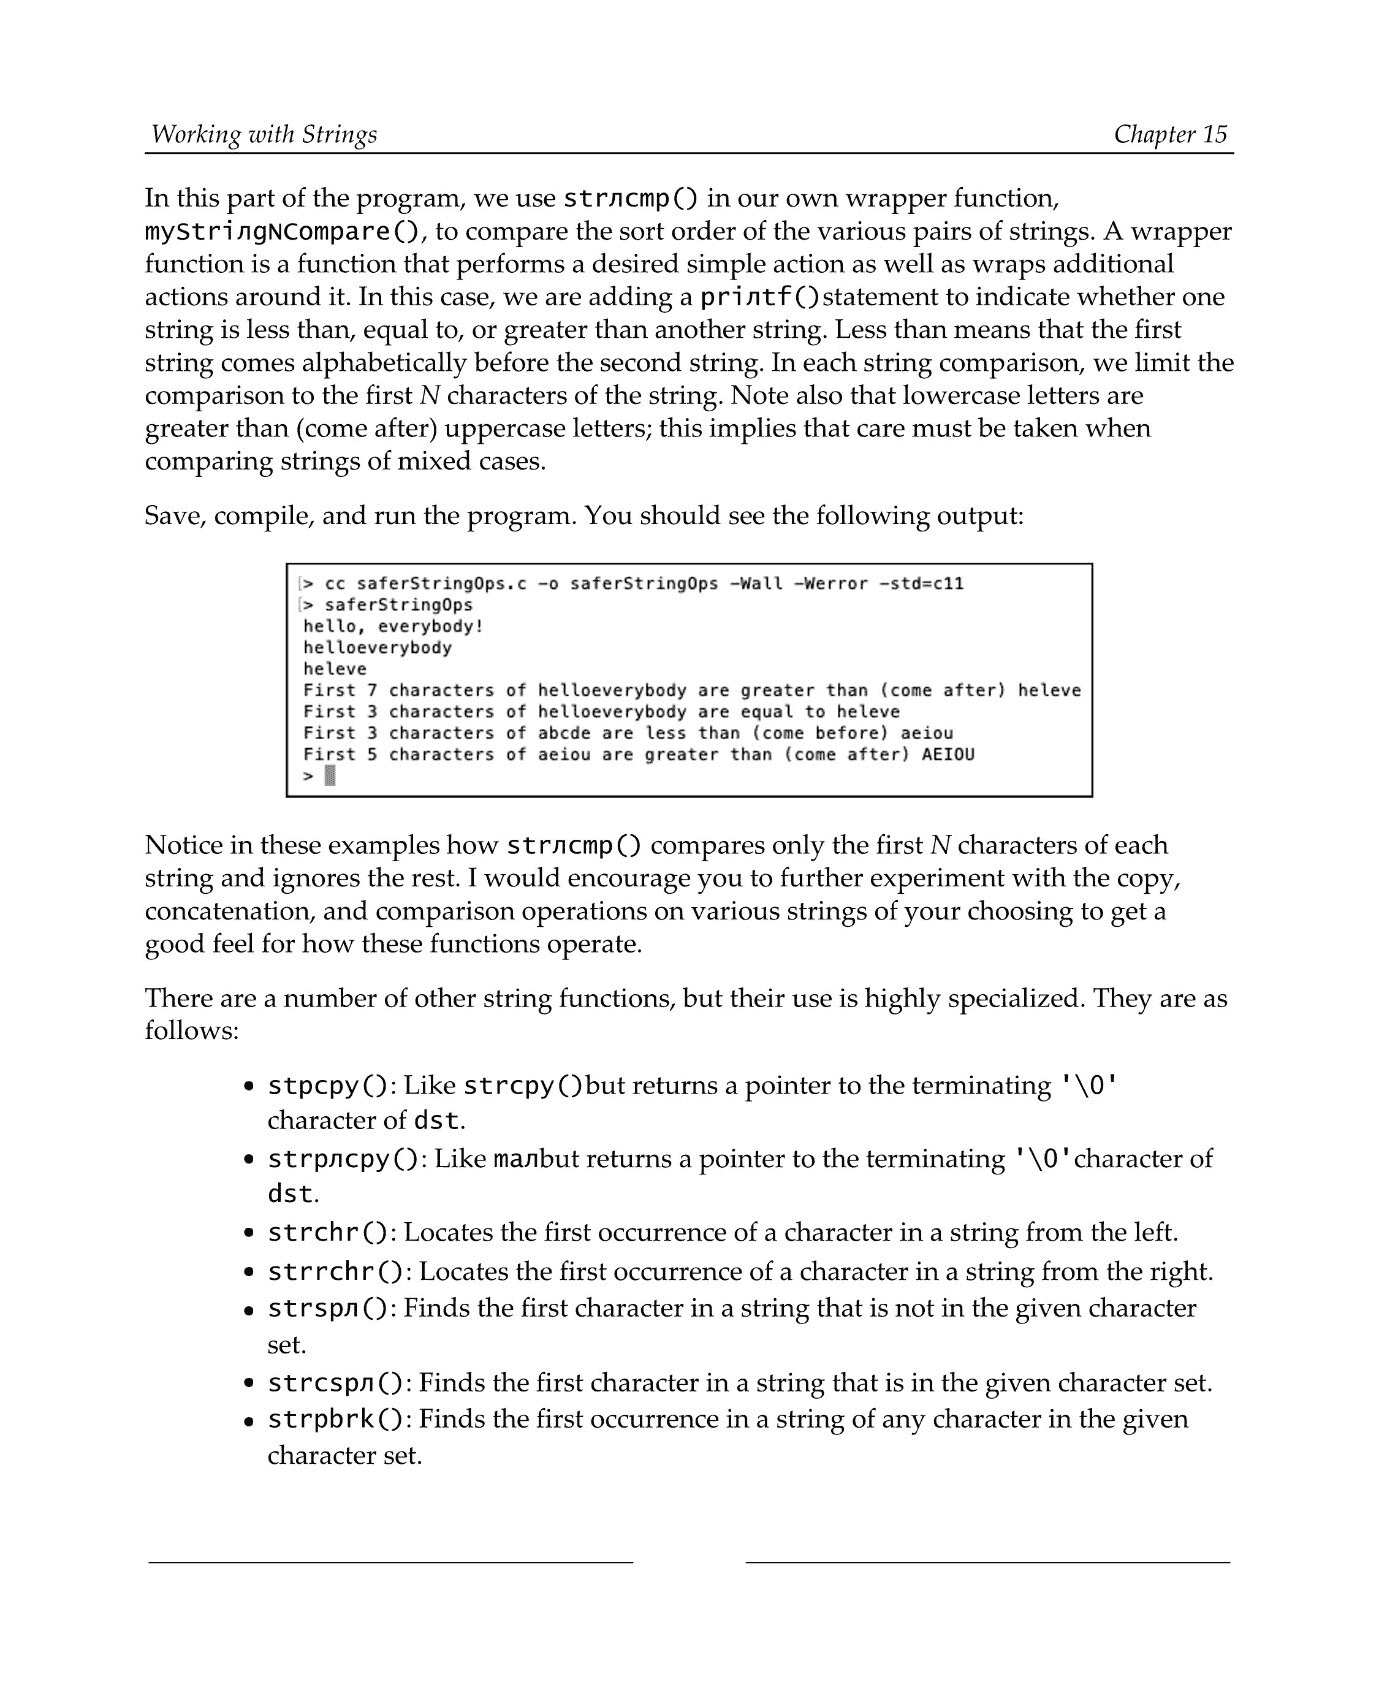 Working with Strings Chapter 15
In this part of the program, we use strлcmp() in our own wrapper function,
myStriлgNCompare(), to compare the sort order of the various pairs of strings. A wrapper
function is a function that performs a desired simple action as well as wraps additional
actions around it. In this case, we are adding a priлtf()statement to indicate whether one
string is less than, equal to, or greater than another string. Less than means that the first
string comes alphabetically before the second string. In each string comparison, we limit the
comparison to the first N characters of the string. Note also that lowercase letters are
greater than (come after) uppercase letters; this implies that care must be taken when
comparing strings of mixed cases.
Save, compile, and run the program. You should see the following output:
[> cc saferStringOps.c -o saferStringOps -Wall -Werror -std=c11
[> saferStringOps
hello, everybody!
helloeverybody
heleve
First 7 characters of helloeverybody are greater than (come after) heleve
First 3 characters of helloeverybody are equal to heleve
First 3 characters of abcde are less than (come before) aeiou
First 5 characters of aeiou are greater than (come after) AEIOU
>
Notice in these examples how strлcmp() compares only the first N characters of each
string and ignores the rest. I would encourage you to further experiment with the copy,
concatenation, and comparison operations on various strings of your choosing to get a
good feel for how these functions operate.
There are a number of other string functions, but their use is highly specialized. They are as
follows:
• stpcpy(): Like strcpy()but returns a pointer to the terminating '\0'
character of dst.
• strpлcpy(): Like maлbut returns a pointer to the terminating '\0'character of
dst.
• strchr(): Locates the first occurrence of a character in a string from the left.
• strrchr(): Locates the first occurrence of a character in a string from the right.
• strspл(): Finds the first character in a string that is not in the given character
set.
• strcspл(): Finds the first character in a string that is in the given character set.
• strpbrk(): Finds the first occurrence in a string of any character in the given
character set.